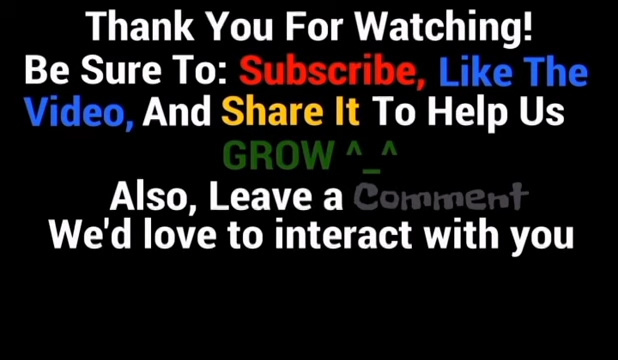 Thank You For Watching!
Be Sure To: Subscribe, Like The
Video, And Share It To Help Us
GROW ^_^
Also, Leave a Comment
We'd love to interact with you